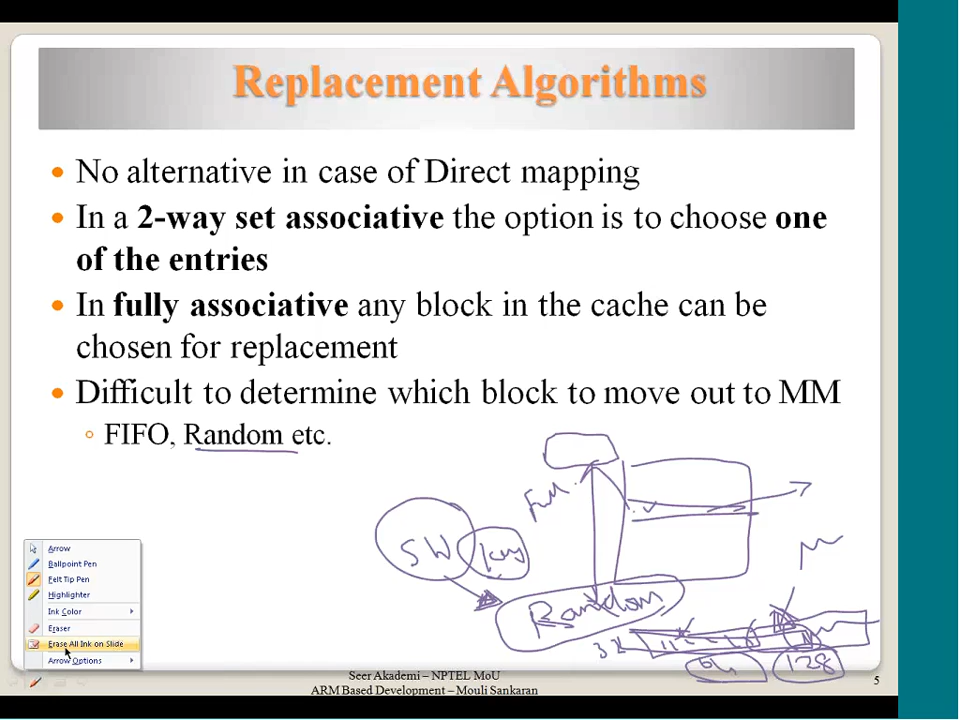 Replacement Algorithms
No alternative in case of Direct mapping
In a 2-way set associative the option is to choose one
of the entries
In fully associative any block in the cache can be
chosen for replacement
Difficult to determine which block to move out to MM
FIFO, Random etc.
Full
SW
key
Random
32
64
128
Arrow
Ballpoint Pen
Felt Tip Pen
Highlighter
Ink Color
Eraser
Erase All Ink on Slide
Arrow Options
Seer Akademi – NPTEL MoU
ARM Based Development – Mouli Sankaran
5